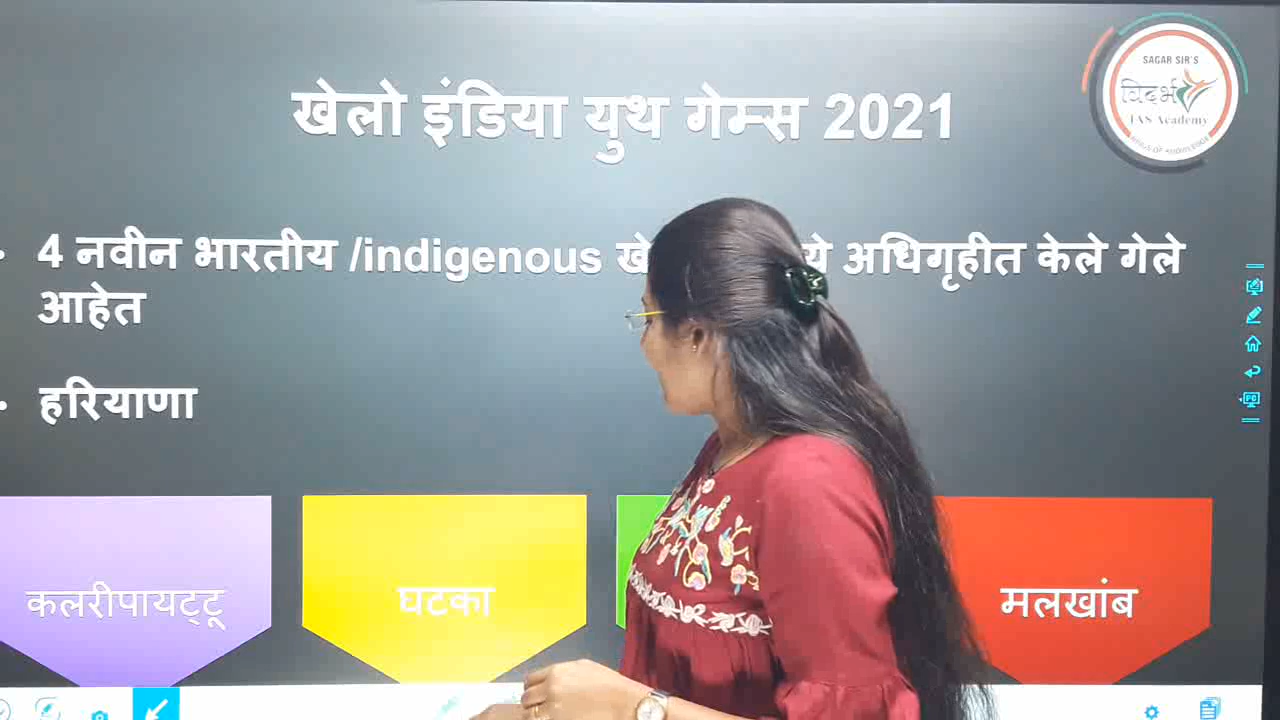 SAGAR SIR'S
विदर्भ
IAS Academy
खेलो इंडिया युथ गेम्स 2021
4 नवीन भारतीय /indigenous अधिगृहीत केले गेले
आहेत
हरियाणा
कलरीपायट्टू
घटका
मलखांब